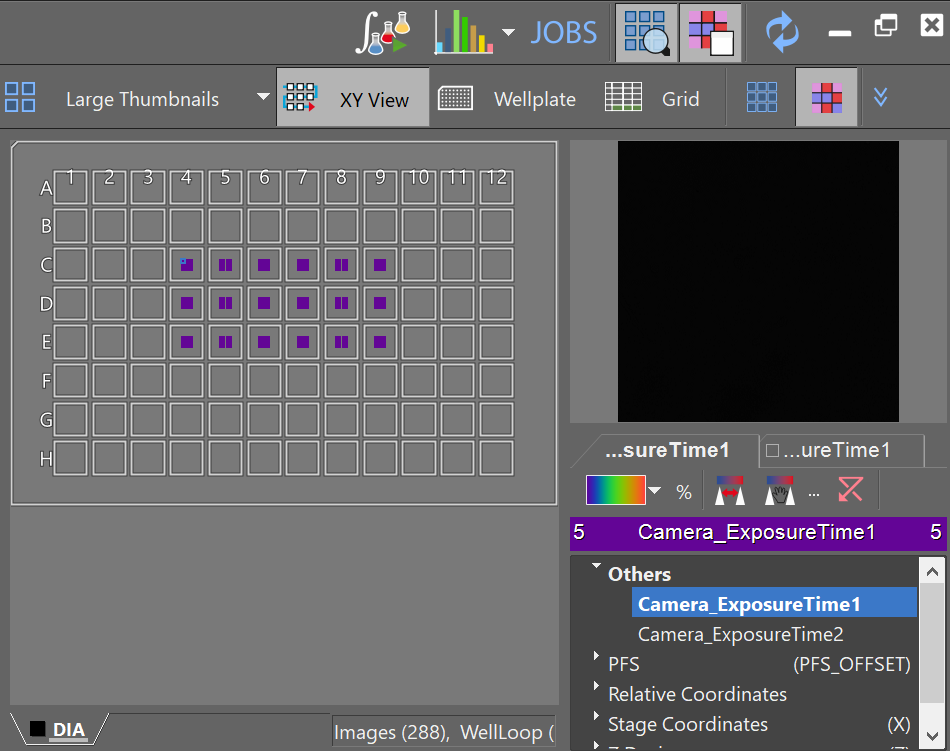 JOBS
Large Thumbnails XY View Wellplate Grid
1 2 3 4 5 6 7 8 9 10 11 12
A
B
C
D
E
F
G
H
...sureTime1 ...ureTime1
% ...
5 Camera_ExposureTime1 5
Others
Camera_ExposureTime1
Camera_ExposureTime2
PFS (PFS_OFFSET)
Relative Coordinates
Stage Coordinates (X)
DIA
Images (288), WellLoop (